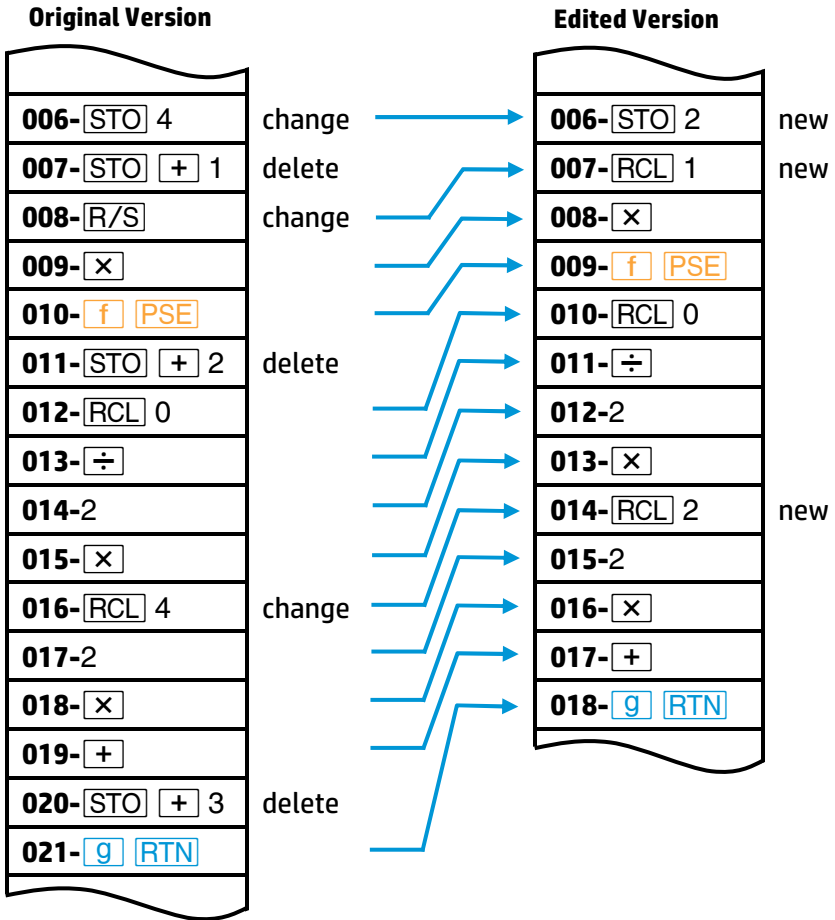 Original Version
006- STO 4 change
007- STO + 1 delete
008- R/S change
009- ×
010- f PSE
011- STO + 2 delete
012- RCL 0
013- ÷
014-2
015- ×
016- RCL 4 change
017-2
018- ×
019- +
020- STO + 3 delete
021- g RTN
Edited Version
006- STO 2 new
007- RCL 1 new
008- ×
009- f PSE
010- RCL 0
011- ÷
012-2
013- ×
014- RCL 2 new
015-2
016- ×
017- +
018- g RTN